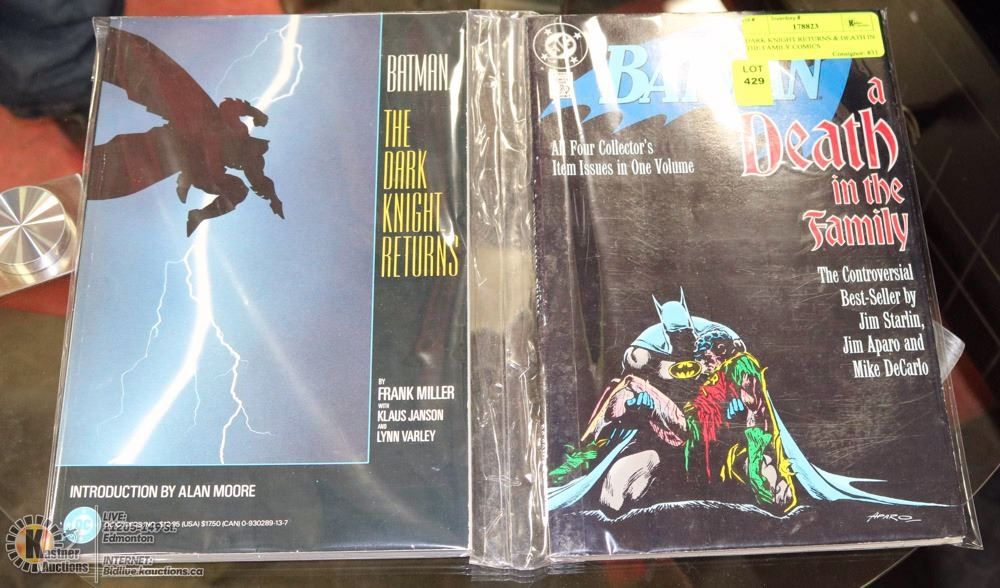 BATMAN
THE
DARK
KNIGHT
RETURNS
BY
FRANK MILLER
WITH
KLAUS JANSON
AND
LYNN VARLEY
INTRODUCTION BY ALAN MOORE
(USA) $17.50 (CAN) 0-930289-13-7
Inventory #
178823
DARK KNIGHT RETURNS & DEATH IN
THE FAMILY COMICS
Consignor: 831
LOT
429
BATMAN
a
Death
in the
Family
All Four Collector's
Item Issues in One Volume
The Controversial
Best-Seller by
Jim Starlin,
Jim Aparo and
Mike DeCarlo
APARO
Kastner
Auctions
LIVE:
Edmonton
INTERNET:
Bidlive.kauctions.ca